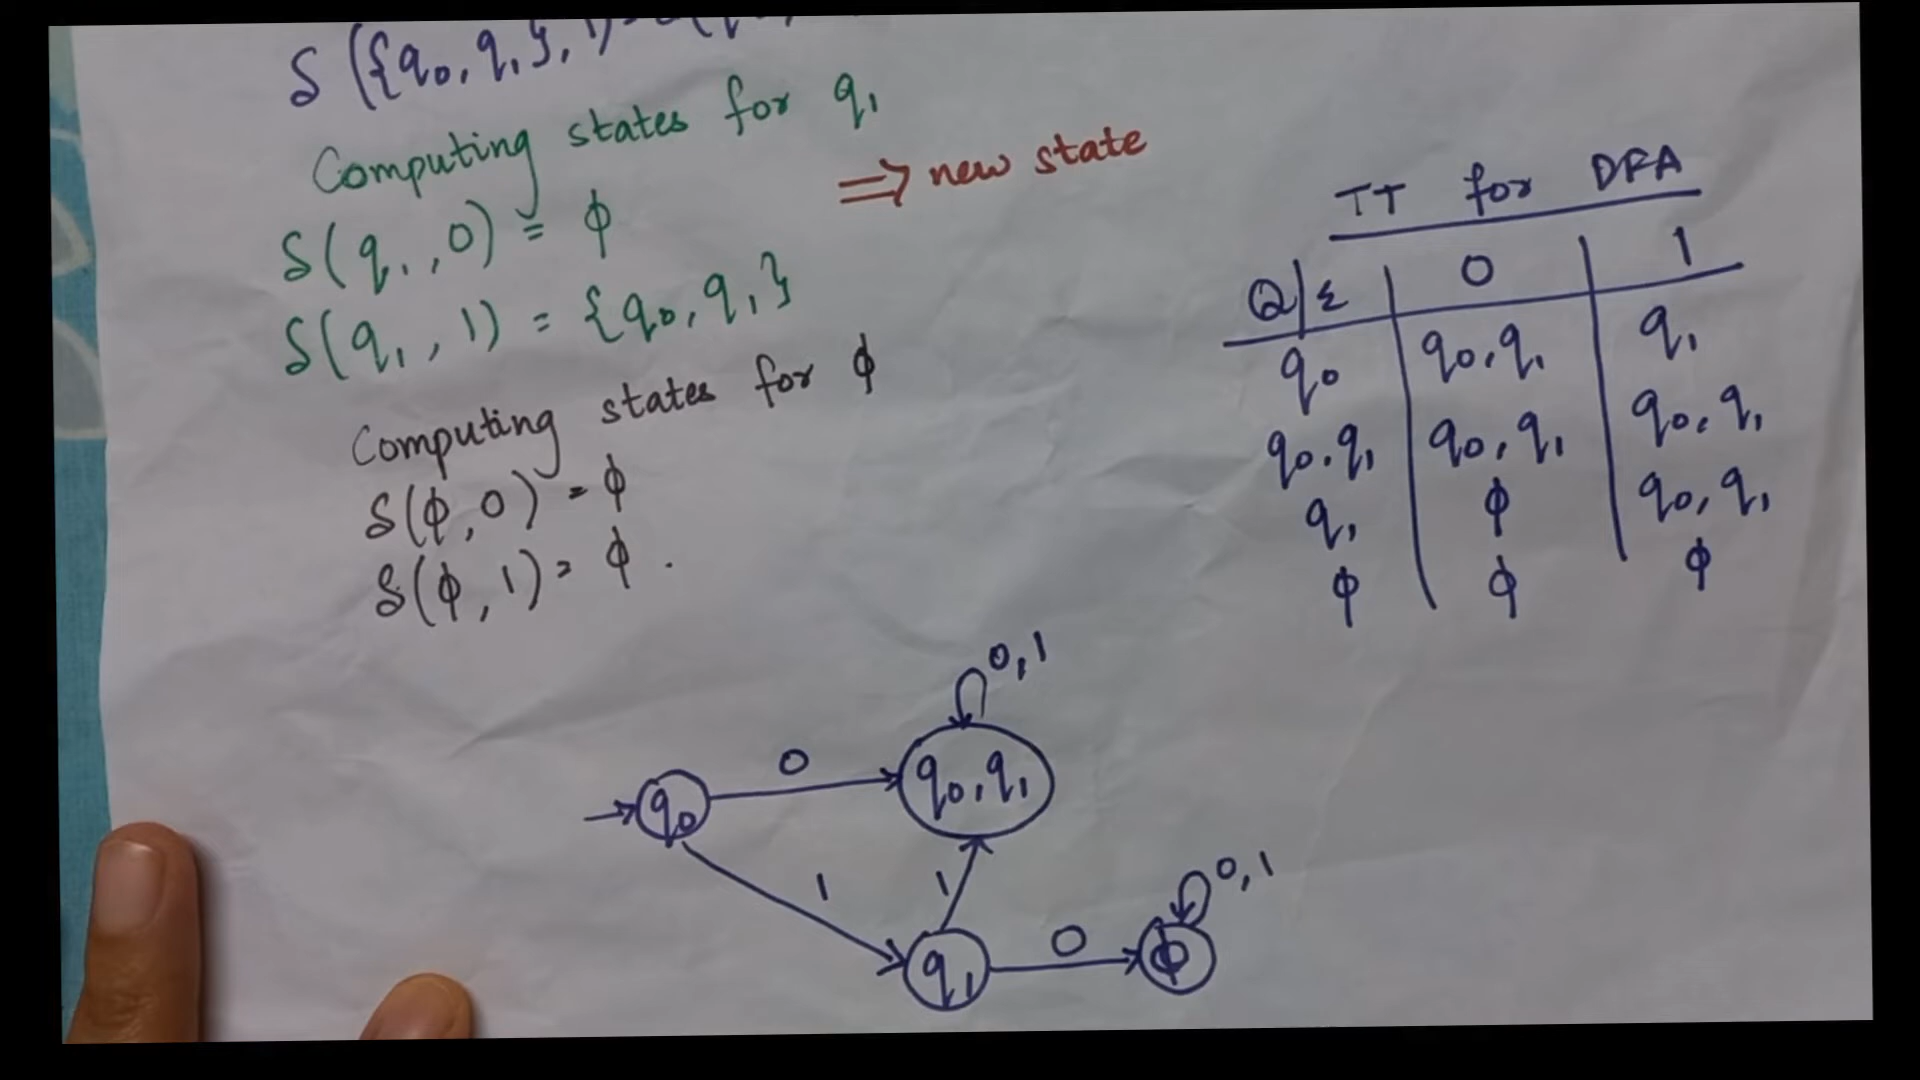 δ({q₀,q₁},1)
Computing states for q₁
δ(q₁,0) = ϕ ⇒ new state
δ(q₁,1) = {q₀,q₁}
Computing states for ϕ
δ(ϕ,0) = ϕ
δ(ϕ,1) = ϕ.
TT for DFA
Q/Σ 0 1
q₀ q₀,q₁ q₁
q₀.q₁ q₀,q₁ q₀,q₁
q₁ ϕ q₀,q₁
ϕ ϕ ϕ
0,1
0
q₀ q₀,q₁
1 1
0,1
0
q₁ ϕ